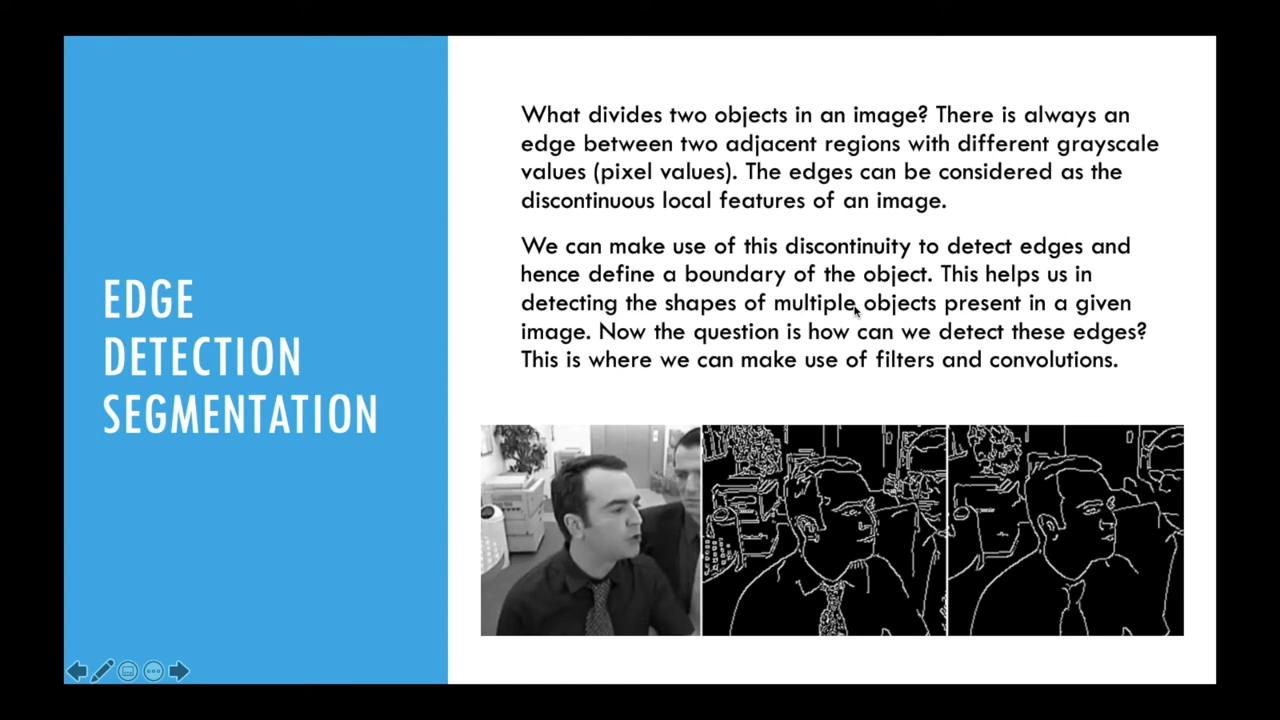 EDGE
DETECTION
SEGMENTATION
What divides two objects in an image? There is always an
edge between two adjacent regions with different grayscale
values (pixel values). The edges can be considered as the
discontinuous local features of an image.
We can make use of this discontinuity to detect edges and
hence define a boundary of the object. This helps us in
detecting the shapes of multiple objects present in a given
image. Now the question is how can we detect these edges?
This is where we can make use of filters and convolutions.